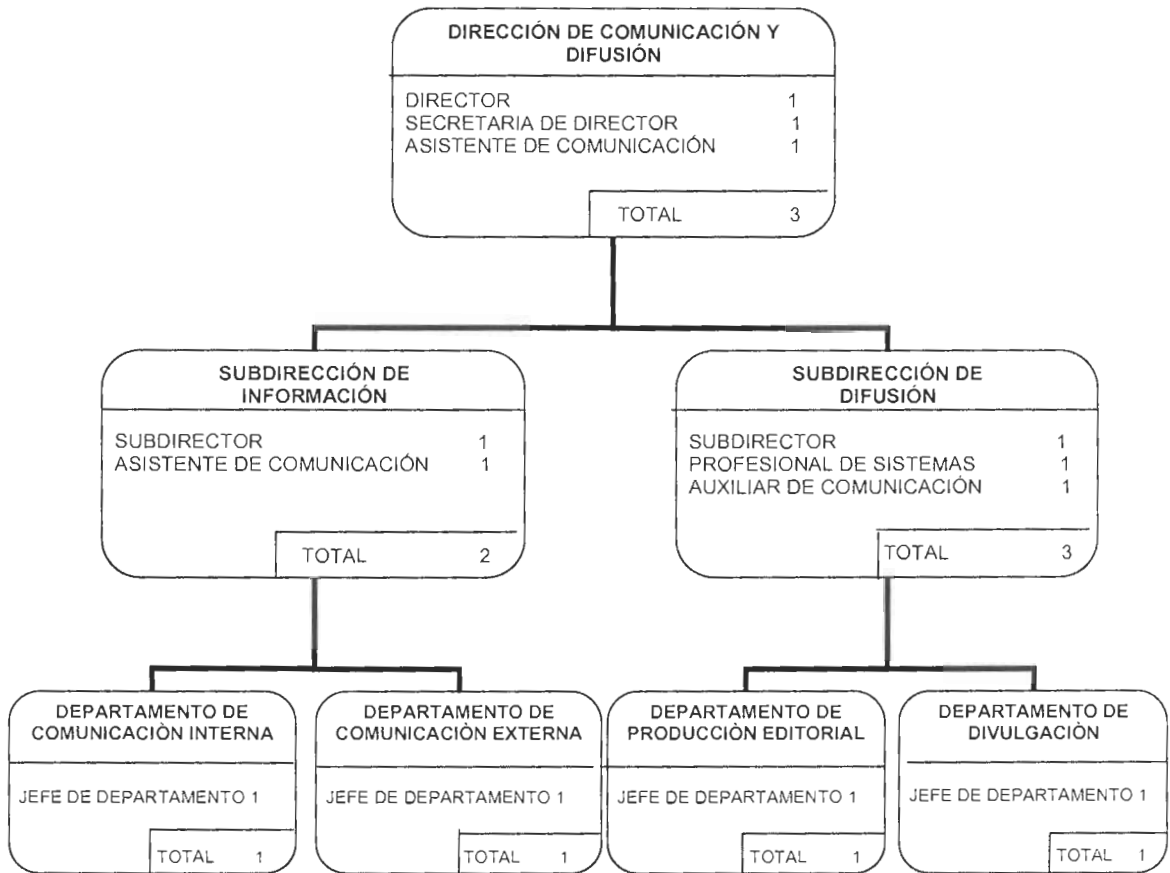 DIRECCIÓN DE COMUNICACIÓN Y
DIFUSIÓN
DIRECTOR 1
SECRETARIA DE DIRECTOR 1
ASISTENTE DE COMUNICACIÓN 1
TOTAL 3
SUBDIRECCIÓN DE
INFORMACIÓN
SUBDIRECTOR 1
ASISTENTE DE COMUNICACIÓN 1
TOTAL 2
SUBDIRECCIÓN DE
DIFUSIÓN
SUBDIRECTOR 1
PROFESIONAL DE SISTEMAS 1
AUXILIAR DE COMUNICACIÓN 1
TOTAL 3
DEPARTAMENTO DE
COMUNICACIÒN INTERNA
JEFE DE DEPARTAMENTO 1
TOTAL 1
DEPARTAMENTO DE
COMUNICACIÒN EXTERNA
JEFE DE DEPARTAMENTO 1
TOTAL 1
DEPARTAMENTO DE
PRODUCCIÒN EDITORIAL
JEFE DE DEPARTAMENTO 1
TOTAL 1
DEPARTAMENTO DE
DIVULGACIÒN
JEFE DE DEPARTAMENTO 1
TOTAL 1